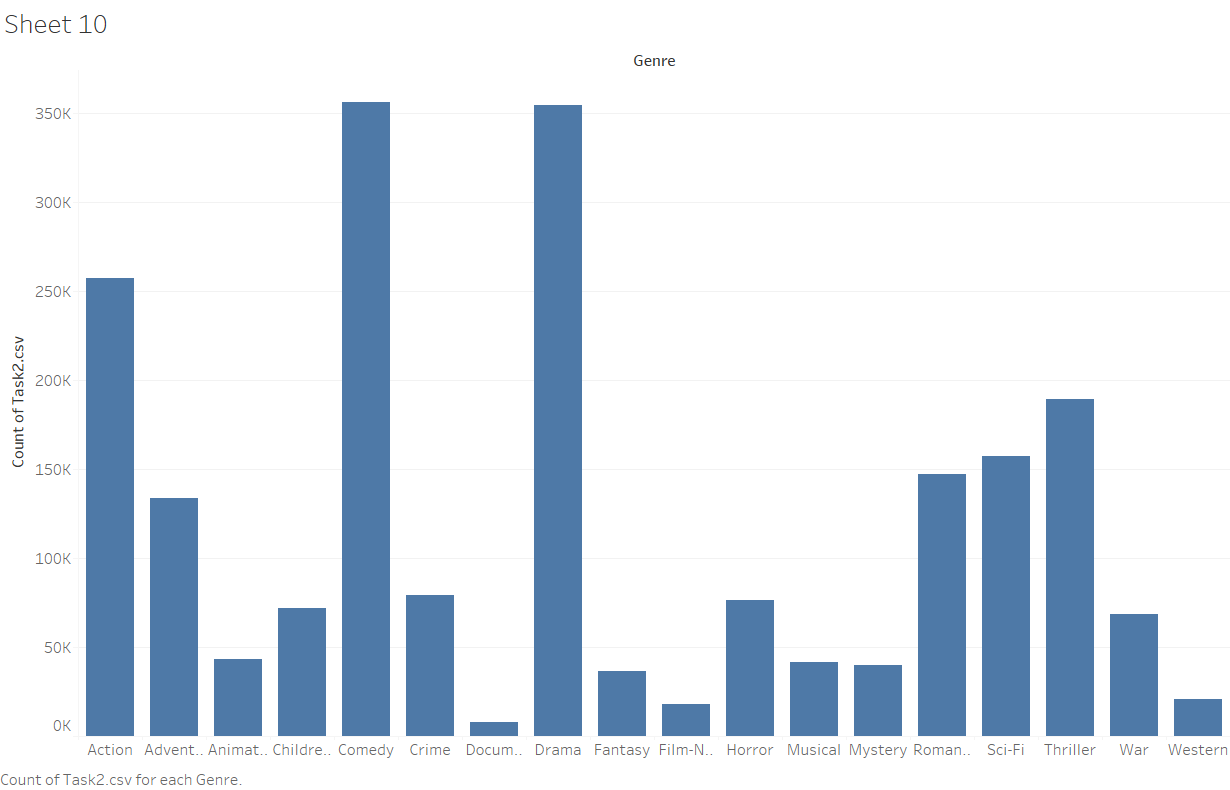 Sheet 10
Genre
350K
300K
250K
200K
150K
100K
50K
0K
Count of Task2.csv
Action Advent.. Animat.. Childre.. Comedy Crime Docum.. Drama Fantasy Film-N.. Horror Musical Mystery Roman.. Sci-Fi Thriller War Western
Count of Task2.csv for each Genre.